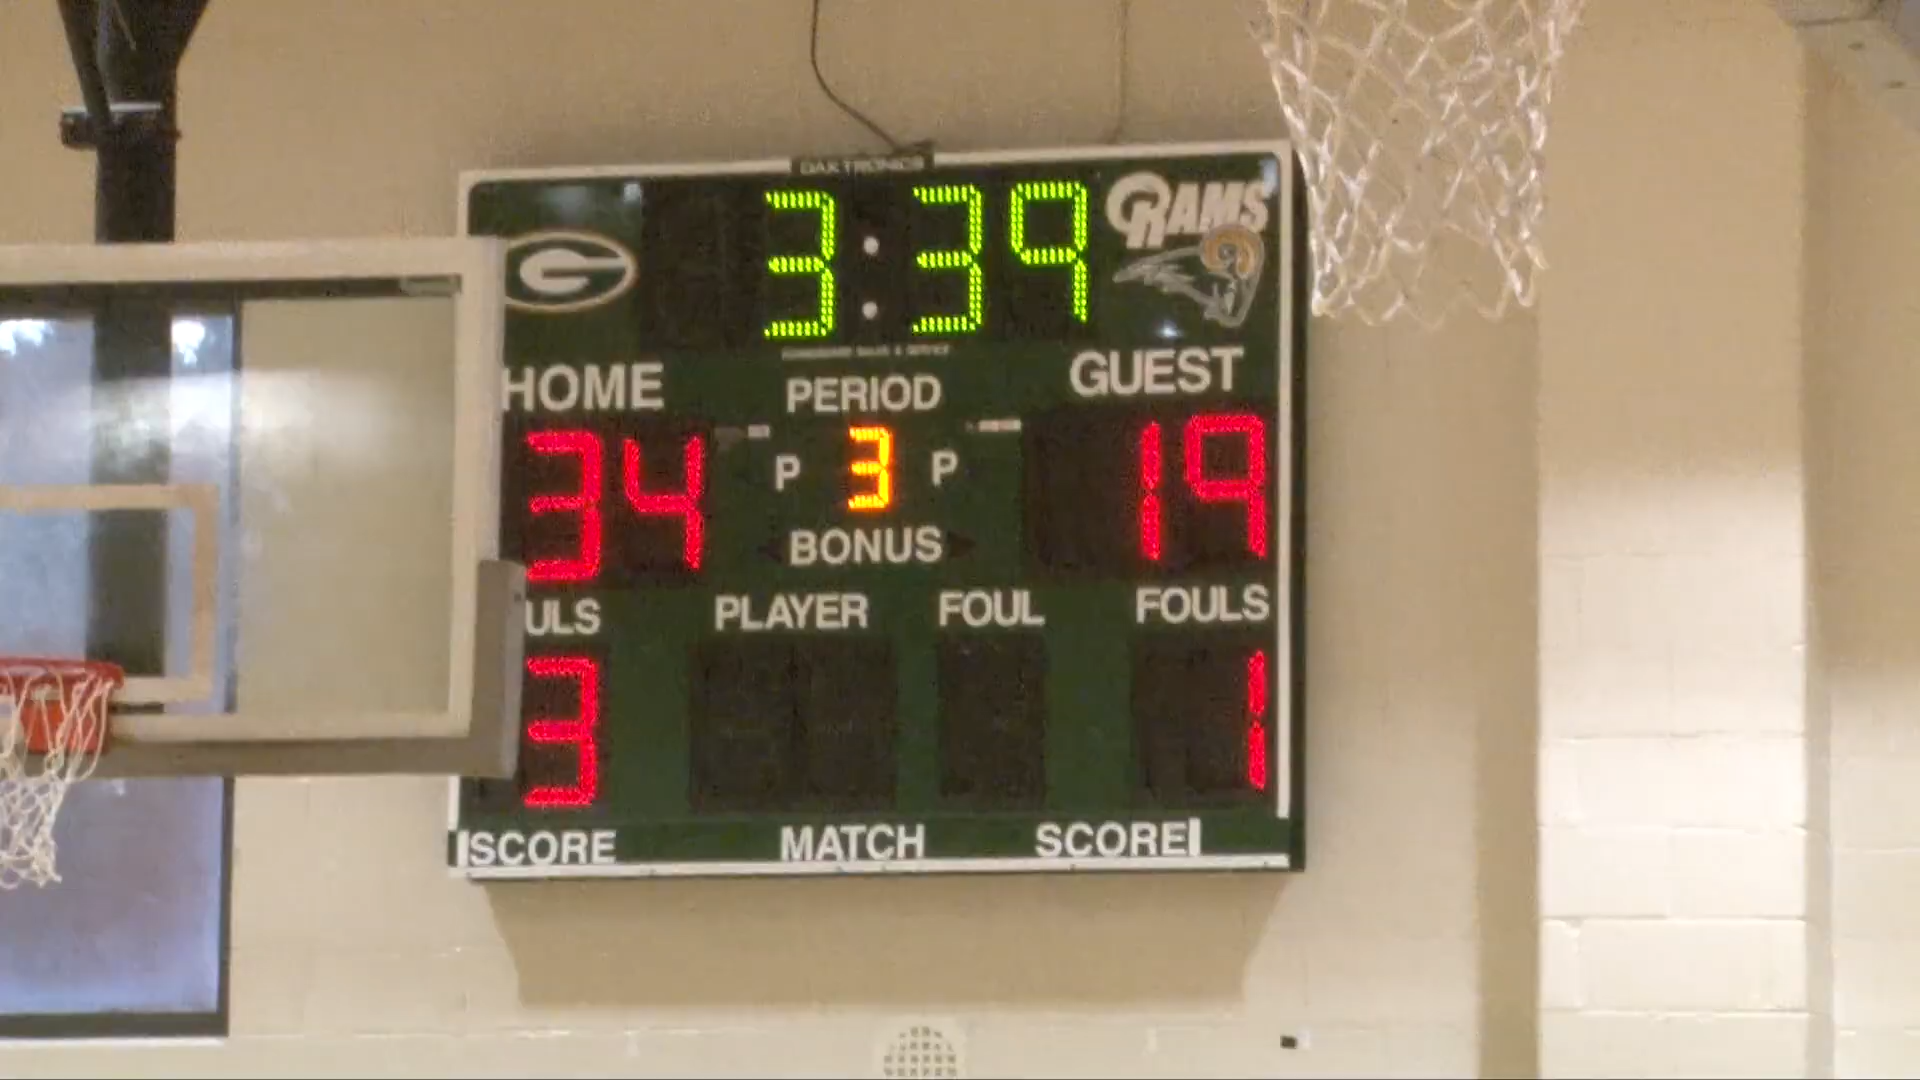 DAKTRONICS
3:39
RAMS
G
HOME PERIOD GUEST
34 P 3 P 19
BONUS
ULS PLAYER FOUL FOULS
3 1
SCORE MATCH SCORE